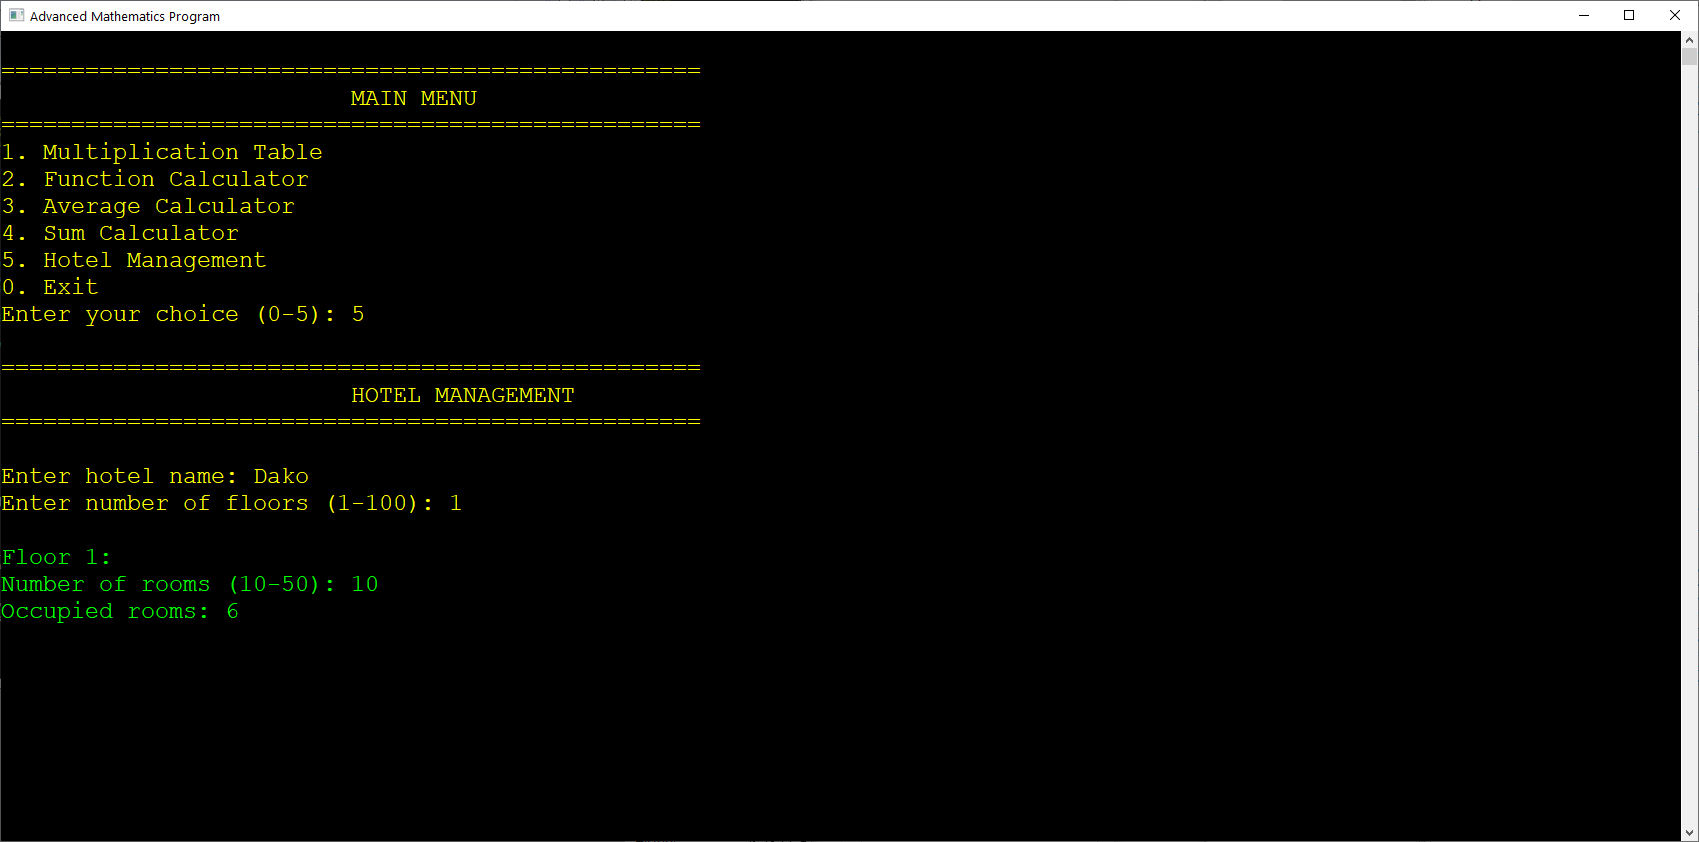 Advanced Mathematics Program
==================================================
MAIN MENU
==================================================
1. Multiplication Table
2. Function Calculator
3. Average Calculator
4. Sum Calculator
5. Hotel Management
0. Exit
Enter your choice (0-5): 5
==================================================
HOTEL MANAGEMENT
==================================================
Enter hotel name: Dako
Enter number of floors (1-100): 1
Floor 1:
Number of rooms (10-50): 10
Occupied rooms: 6